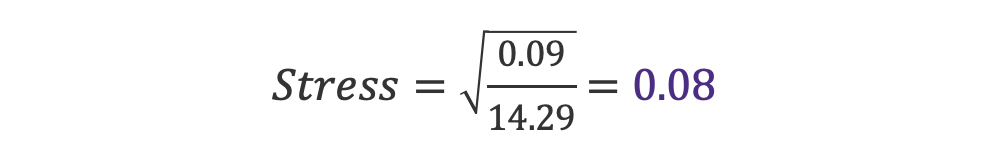 Stress = √(0.09/14.29) = 0.08